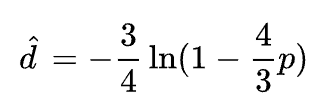 d̂ = −3/4 ln(1 − 4/3 p)